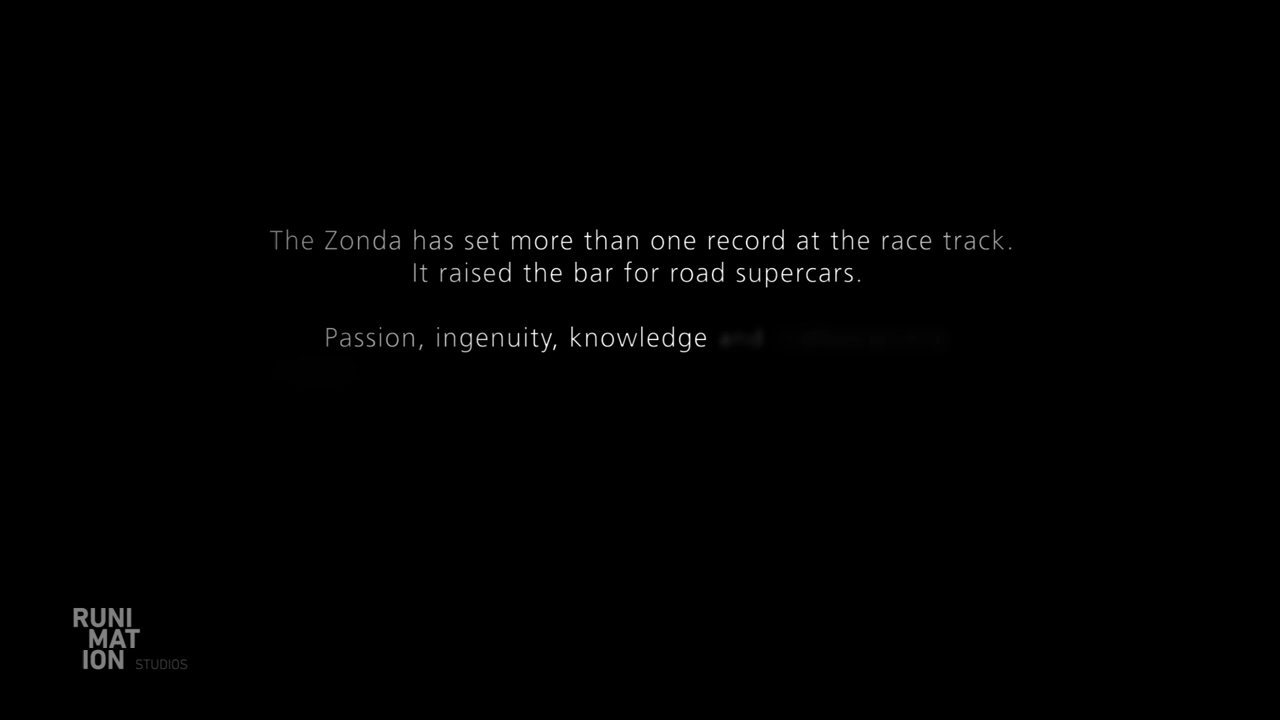 The Zonda has set more than one record at the race track.
It raised the bar for road supercars.
Passion, ingenuity, knowledge and
RUNI
MAT
ION STUDIOS